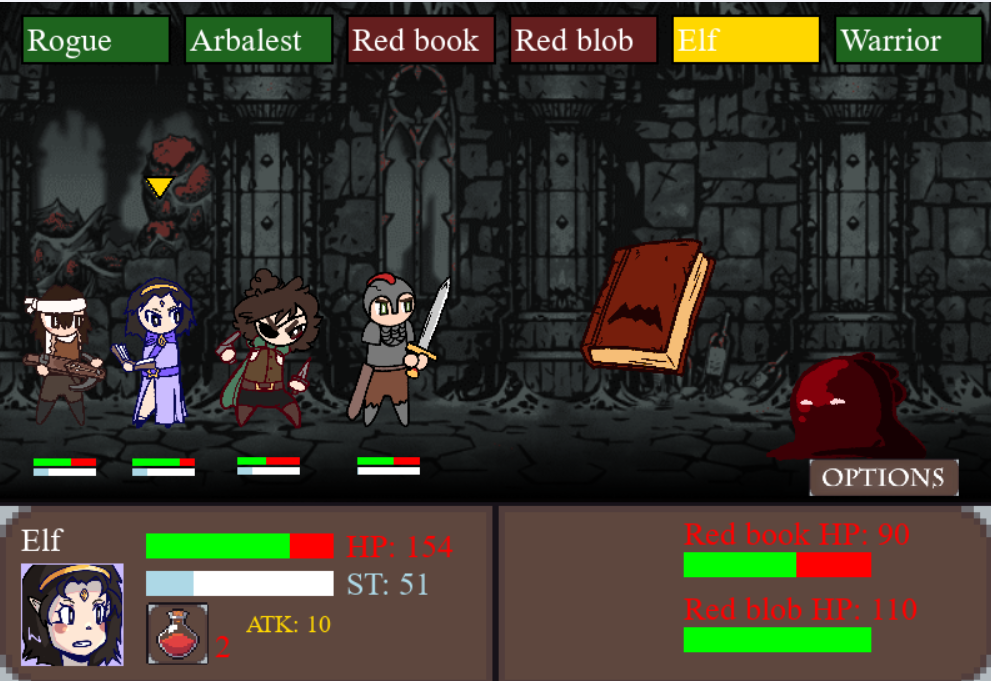 Rogue
Arbalest
Red book
Red blob
Elf
Warrior
OPTIONS
Elf
HP: 154
ST: 51
ATK: 10
2
Red book HP: 90
Red blob HP: 110